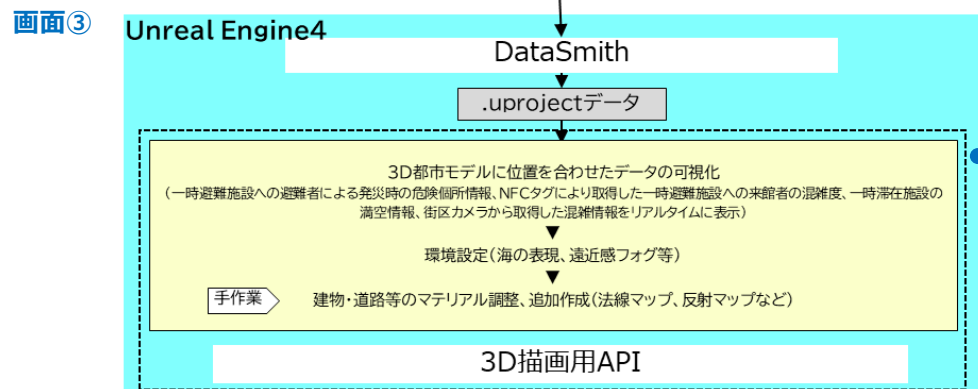 画面③
Unreal Engine4
DataSmith
.uprojectデータ
3D都市モデルに位置を合わせたデータの可視化
（一時避難施設への避難者による発災時の危険個所情報、NFCタグにより取得した一時避難施設への来館者の混雑度、一時滞在施設の
満空情報、街区カメラから取得した混雑情報をリアルタイムに表示）
▼
環境設定（海の表現、遠近感フォグ等）
▼
手作業
建物・道路等のマテリアル調整、追加作成（法線マップ、反射マップなど）
3D描画用API